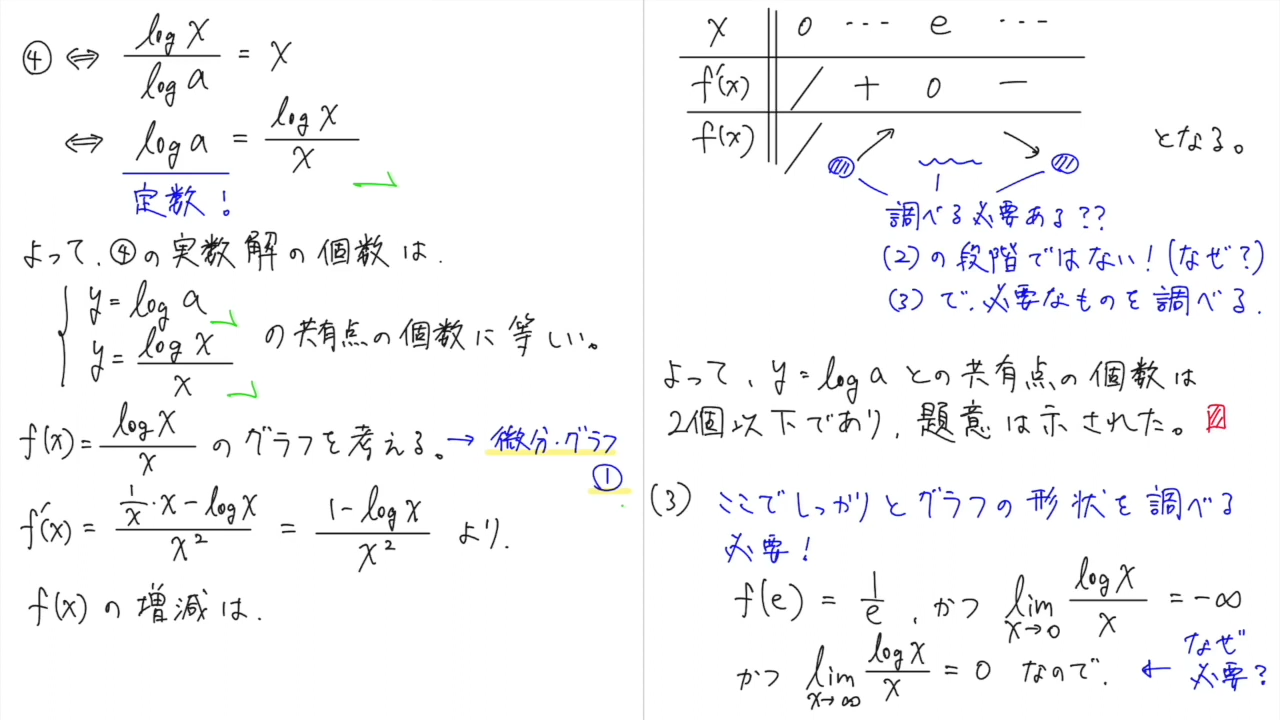 ④ ⇔ log x / log a = x
⇔ log a = log x / x
定数!
よって、④の実数解の個数は、
y = log a
y = log x / x の共有点の個数に等しい。
f(x) = log x / x のグラフを考える。→ 微分・グラフ
①
f'(x) = (1/x・x − log x) / x² = (1 − log x) / x² より、
f(x) の増減は、
x 0 … e …
f'(x) / + 0 −
f(x) / ↗ ↘ となる。
調べる必要ある??
(2)の段階ではない!(なぜ?)
(3)で、必要なものを調べる.
よって、y = log a との共有点の個数は
2個以下であり、題意は示された。
(3) ここでしっかりとグラフの形状を調べる
必要!
f(e) = 1/e 、かつ lim x→0 log x / x = −∞
かつ lim x→∞ log x / x = 0 なので、 ← なぜ
必要?